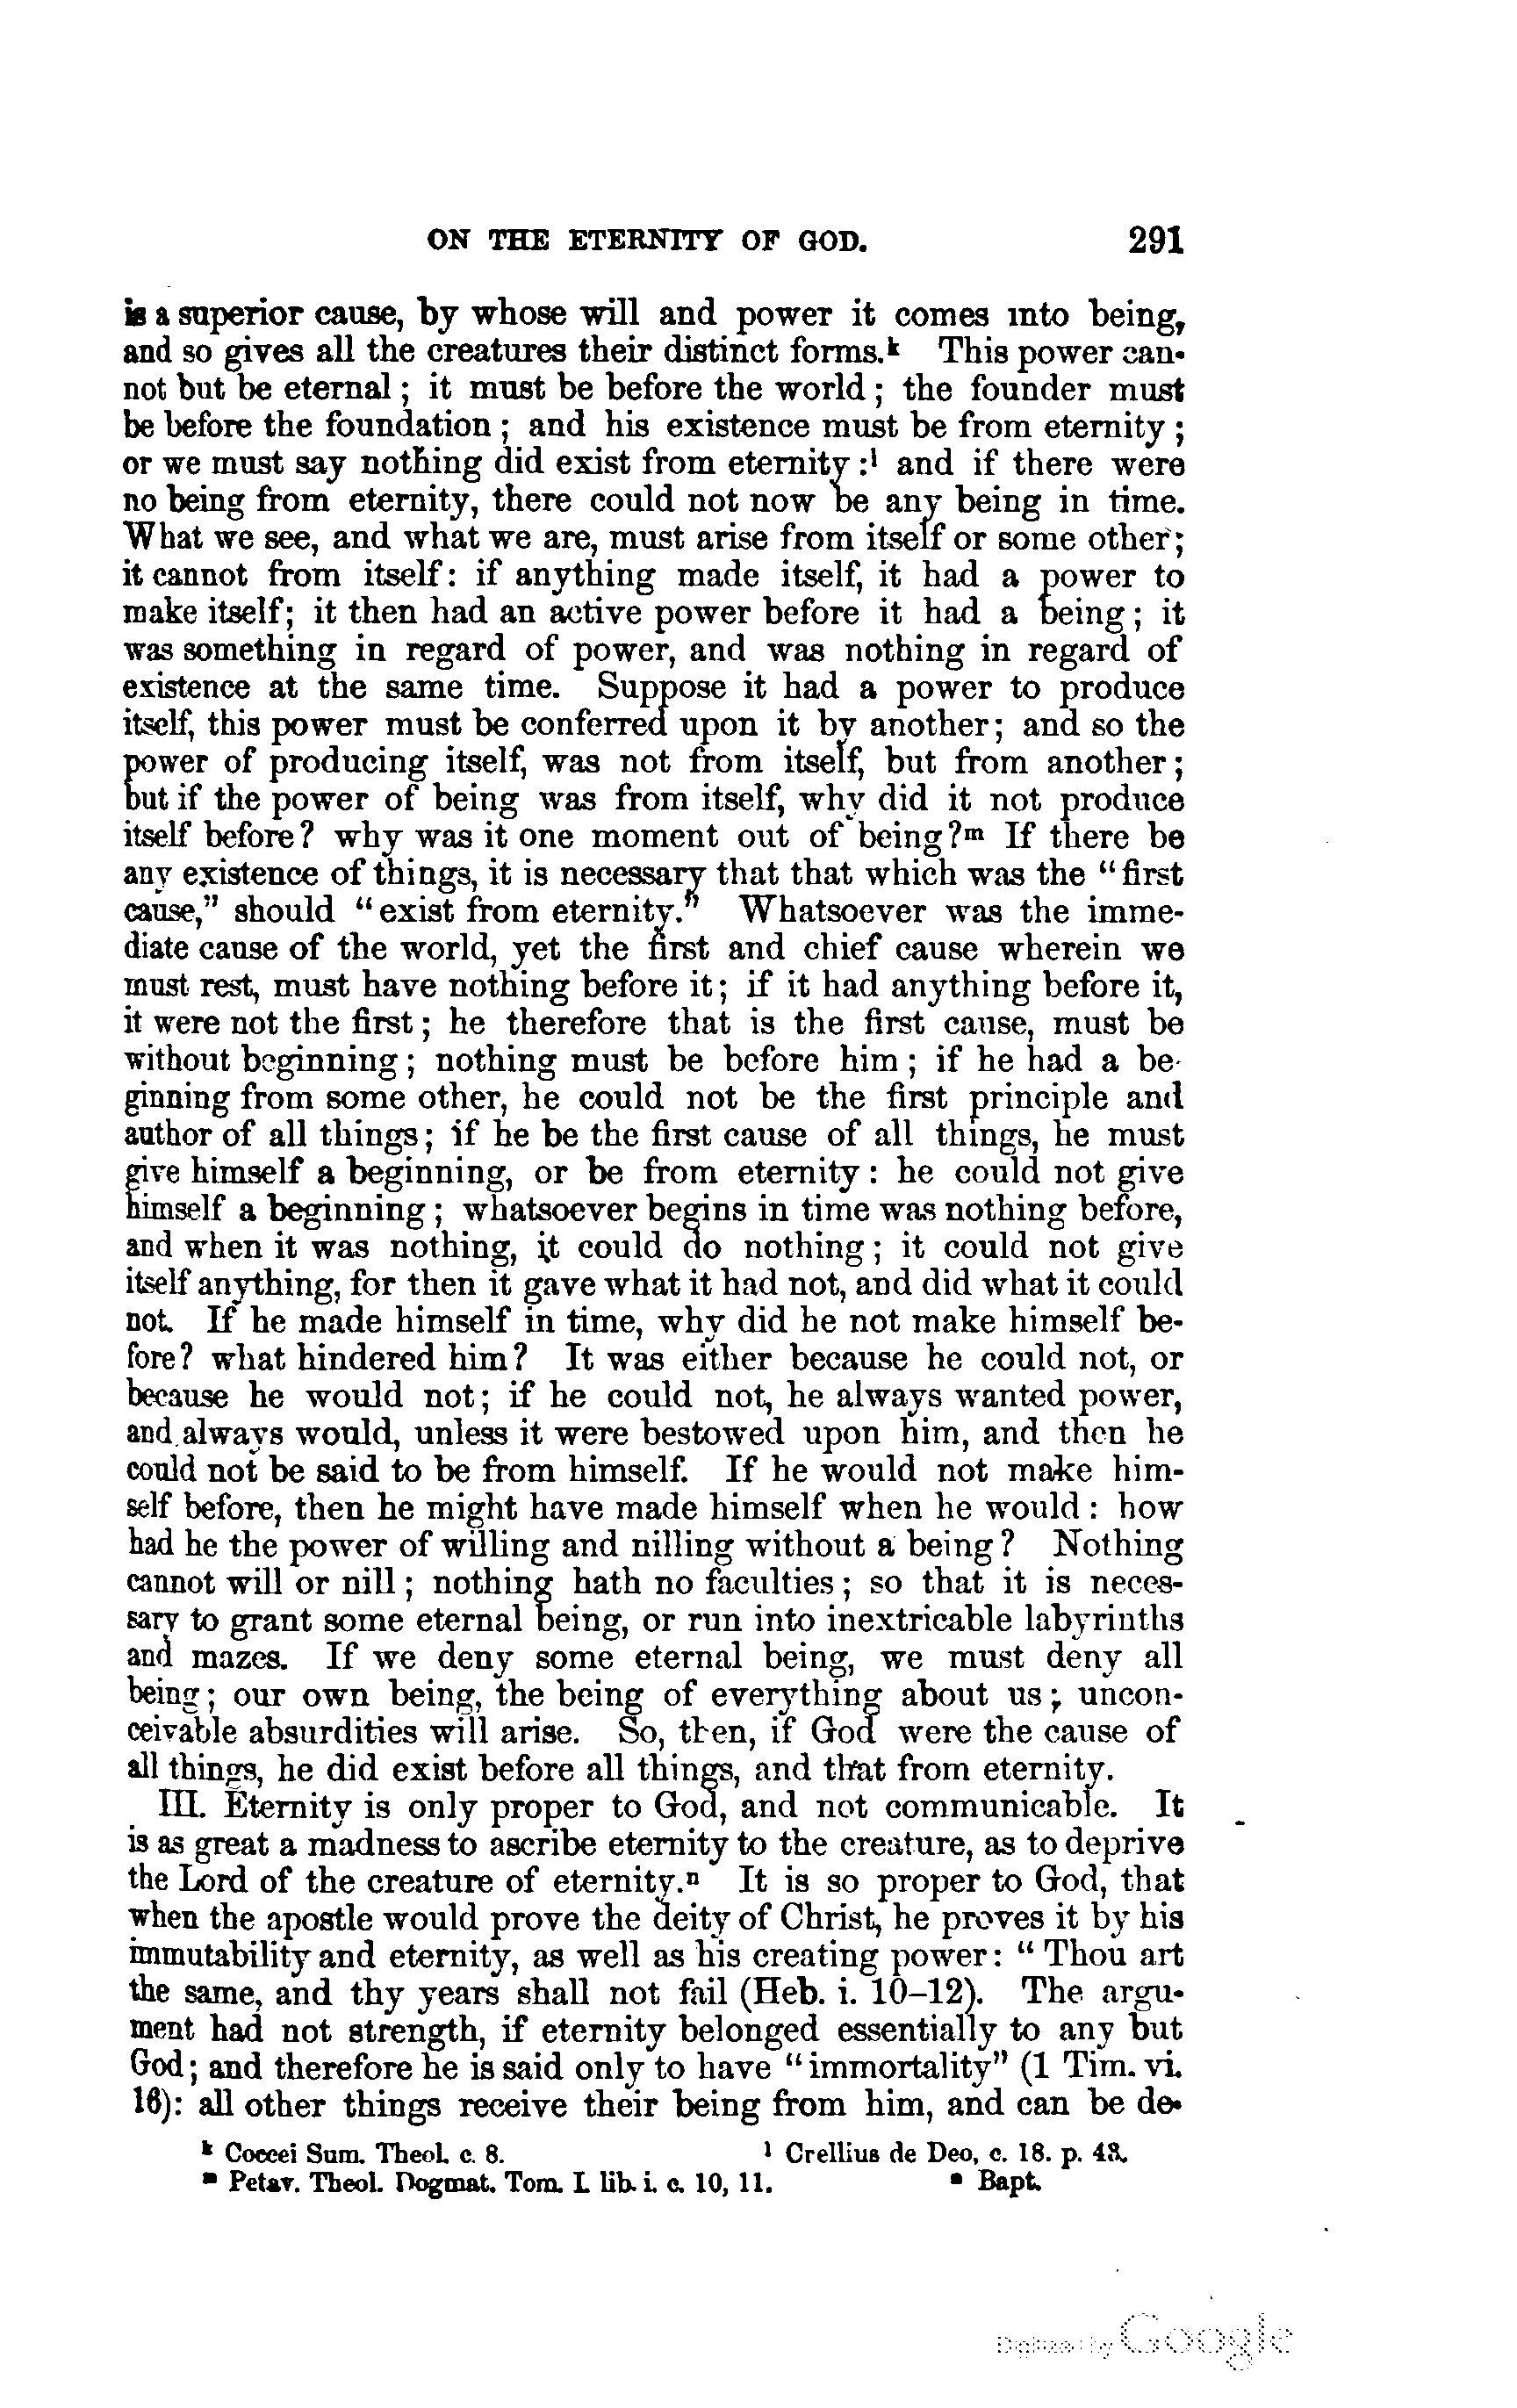 ON THE ETERNITY OF GOD. 291
is a superior cause, by whose will and power it comes into being,
and so gives all the creatures their distinct forms.ᵏ This power can-
not but be eternal; it must be before the world; the founder must
be before the foundation; and his existence must be from eternity;
or we must say nothing did exist from eternity:ˡ and if there were
no being from eternity, there could not now be any being in time.
What we see, and what we are, must arise from itself or some other;
it cannot from itself: if anything made itself, it had a power to
make itself; it then had an active power before it had a being; it
was something in regard of power, and was nothing in regard of
existence at the same time. Suppose it had a power to produce
itself, this power must be conferred upon it by another; and so the
power of producing itself, was not from itself, but from another;
but if the power of being was from itself, why did it not produce
itself before? why was it one moment out of being?ᵐ If there be
any existence of things, it is necessary that that which was the "first
cause," should "exist from eternity." Whatsoever was the imme-
diate cause of the world, yet the first and chief cause wherein we
must rest, must have nothing before it; if it had anything before it,
it were not the first; he therefore that is the first cause, must be
without beginning; nothing must be before him; if he had a be-
ginning from some other, he could not be the first principle and
author of all things; if he be the first cause of all things, he must
give himself a beginning, or be from eternity: he could not give
himself a beginning; whatsoever begins in time was nothing before,
and when it was nothing, it could do nothing; it could not give
itself anything, for then it gave what it had not, and did what it could
not. If he made himself in time, why did he not make himself be-
fore? what hindered him? It was either because he could not, or
because he would not; if he could not, he always wanted power,
and always would, unless it were bestowed upon him, and then he
could not be said to be from himself. If he would not make him-
self before, then he might have made himself when he would: how
had he the power of willing and nilling without a being? Nothing
cannot will or nill; nothing hath no faculties; so that it is neces-
sary to grant some eternal being, or run into inextricable labyrinths
and mazes. If we deny some eternal being, we must deny all
being; our own being, the being of everything about us; uncon-
ceivable absurdities will arise. So, then, if God were the cause of
all things, he did exist before all things, and that from eternity.
III. Eternity is only proper to God, and not communicable. It
is as great a madness to ascribe eternity to the creature, as to deprive
the Lord of the creature of eternity.ⁿ It is so proper to God, that
when the apostle would prove the deity of Christ, he proves it by his
immutability and eternity, as well as his creating power: "Thou art
the same, and thy years shall not fail (Heb. i. 10–12). The argu-
ment had not strength, if eternity belonged essentially to any but
God; and therefore he is said only to have "immortality" (1 Tim. vi.
16): all other things receive their being from him, and can be de-
ᵏ Coccei Sum. Theol. c. 8. ˡ Crellius de Deo, c. 18. p. 43.
ᵐ Petav. Theol. Dogmat. Tom. I. lib. i. c. 10, 11. ⁿ Bapt.
Digitized by Google